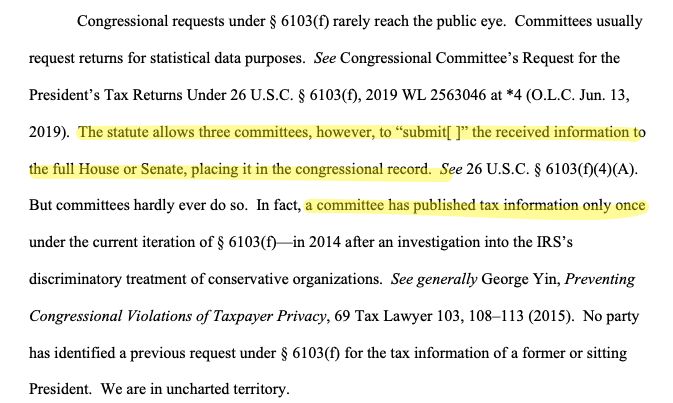 Congressional requests under § 6103(f) rarely reach the public eye.  Committees usually
request returns for statistical data purposes.  See Congressional Committee’s Request for the
President’s Tax Returns Under 26 U.S.C. § 6103(f), 2019 WL 2563046 at *4 (O.L.C. Jun. 13,
2019).  The statute allows three committees, however, to “submit[ ]” the received information to
the full House or Senate, placing it in the congressional record.  See 26 U.S.C. § 6103(f)(4)(A).
But committees hardly ever do so.  In fact, a committee has published tax information only once
under the current iteration of § 6103(f)—in 2014 after an investigation into the IRS’s
discriminatory treatment of conservative organizations.  See generally George Yin, Preventing
Congressional Violations of Taxpayer Privacy, 69 Tax Lawyer 103, 108–113 (2015).  No party
has identified a previous request under § 6103(f) for the tax information of a former or sitting
President.  We are in uncharted territory.